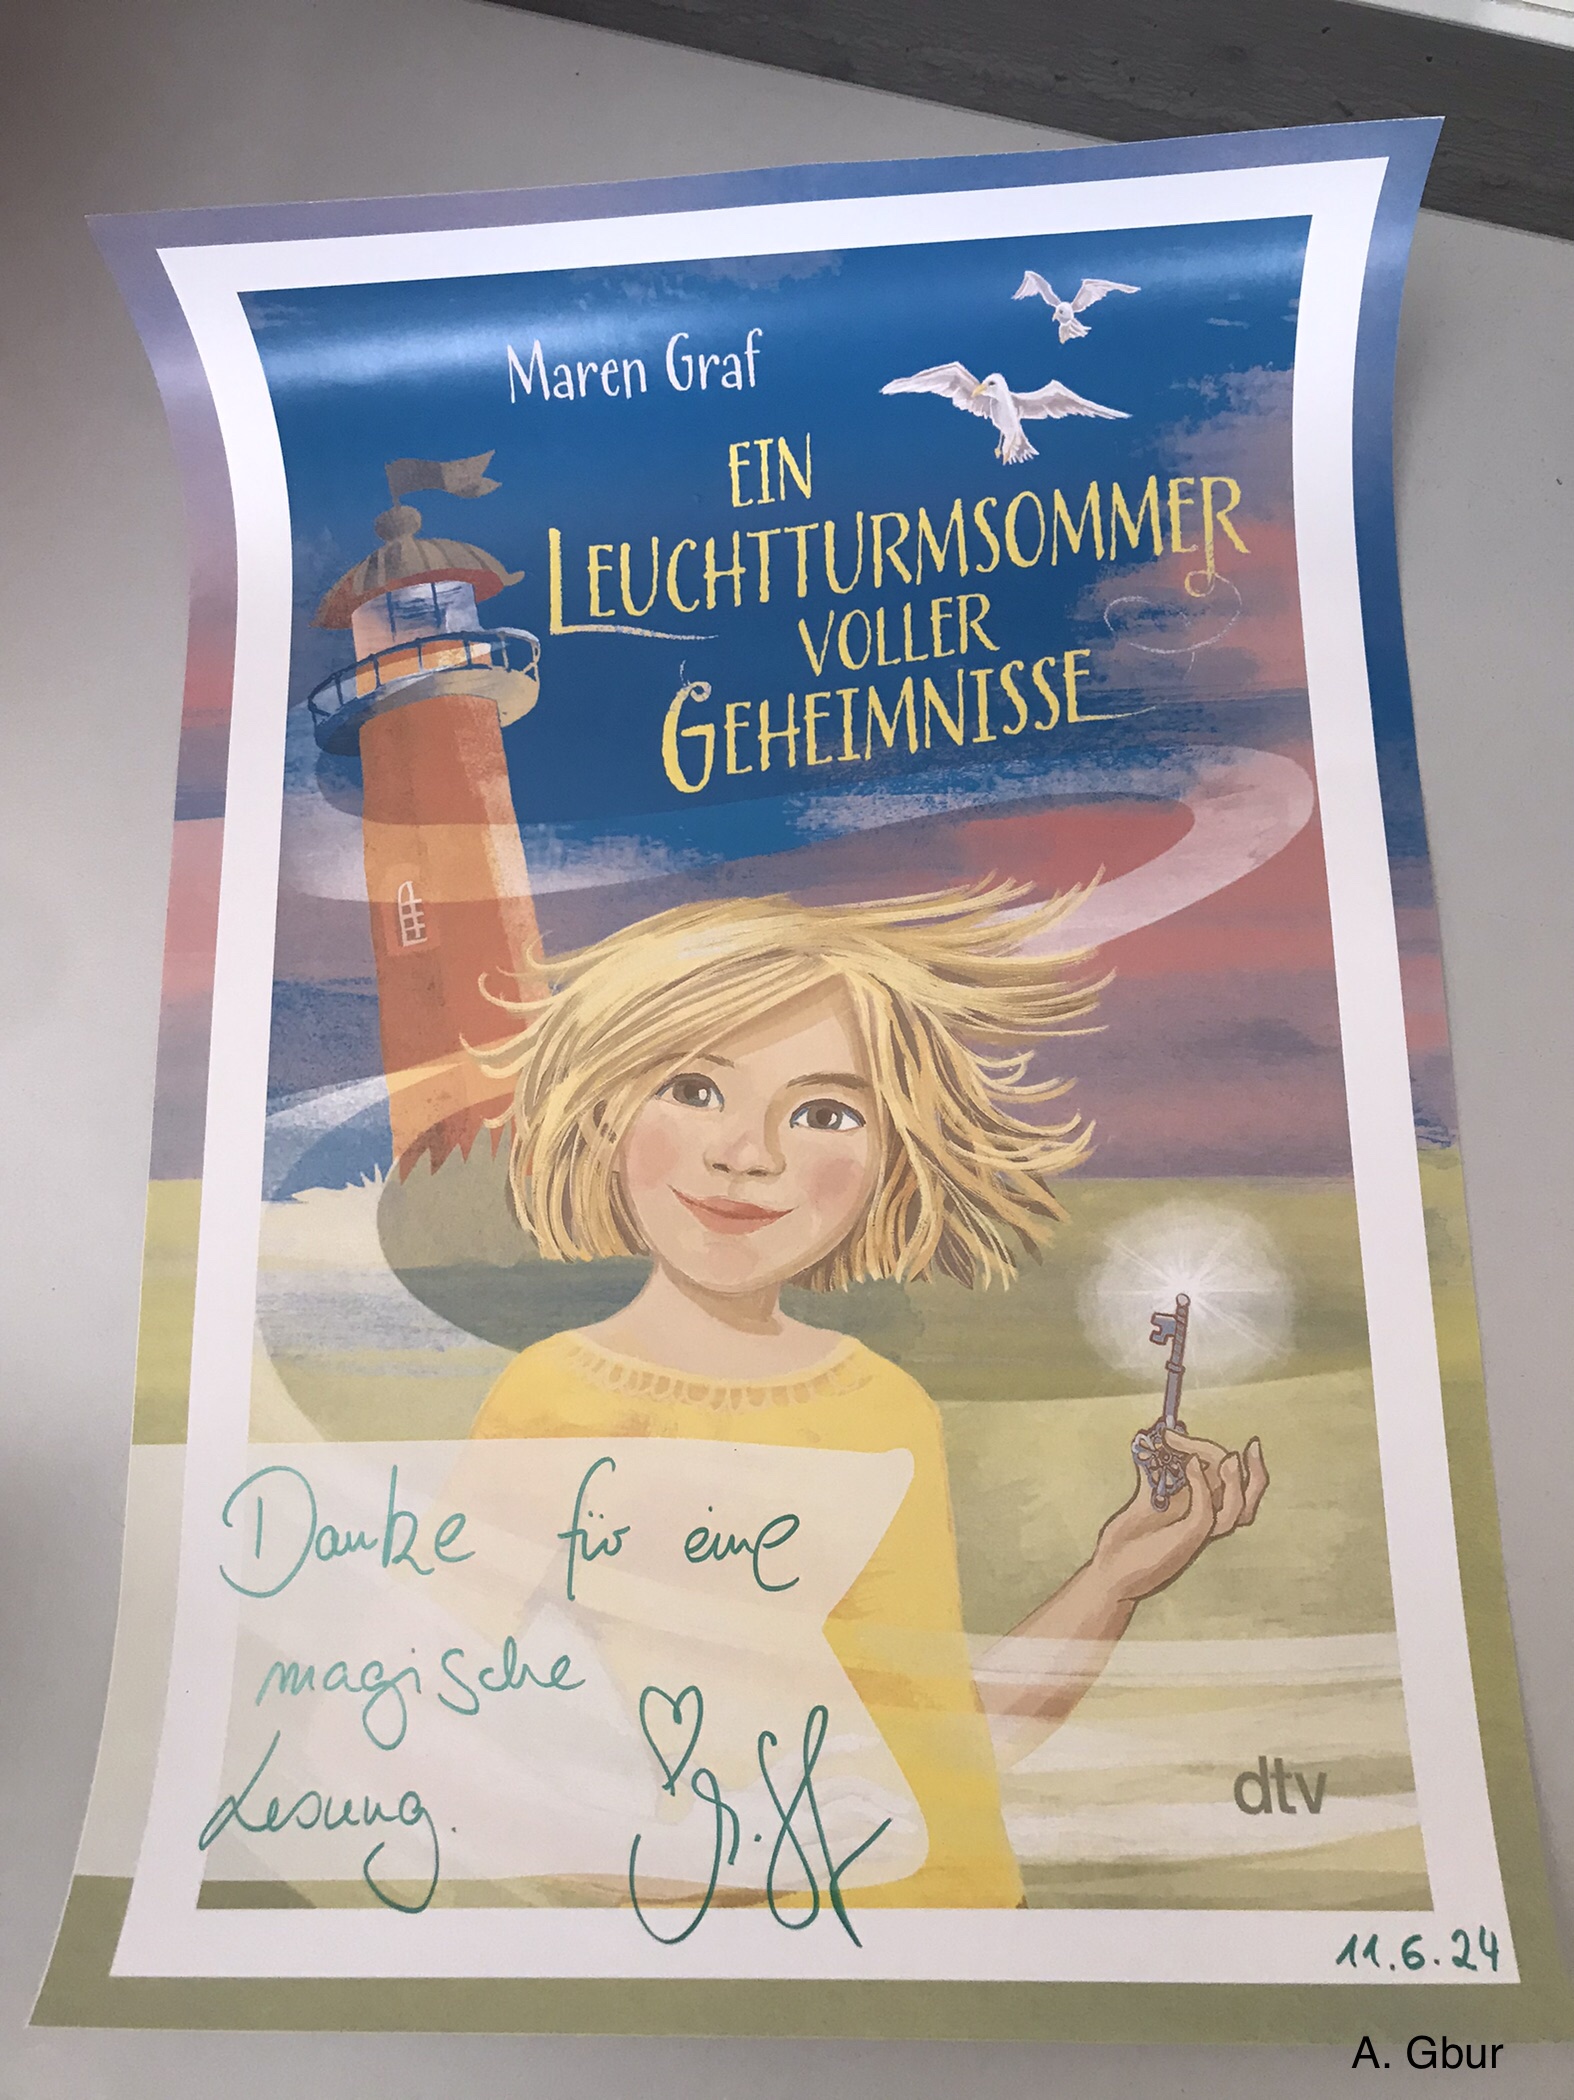 Maren Graf
EIN
LEUCHTTURMSOMMER
VOLLER
GEHEIMNISSE
Danke für eine
magische
Lesung.
dtv
11.6.24
A. Gbur